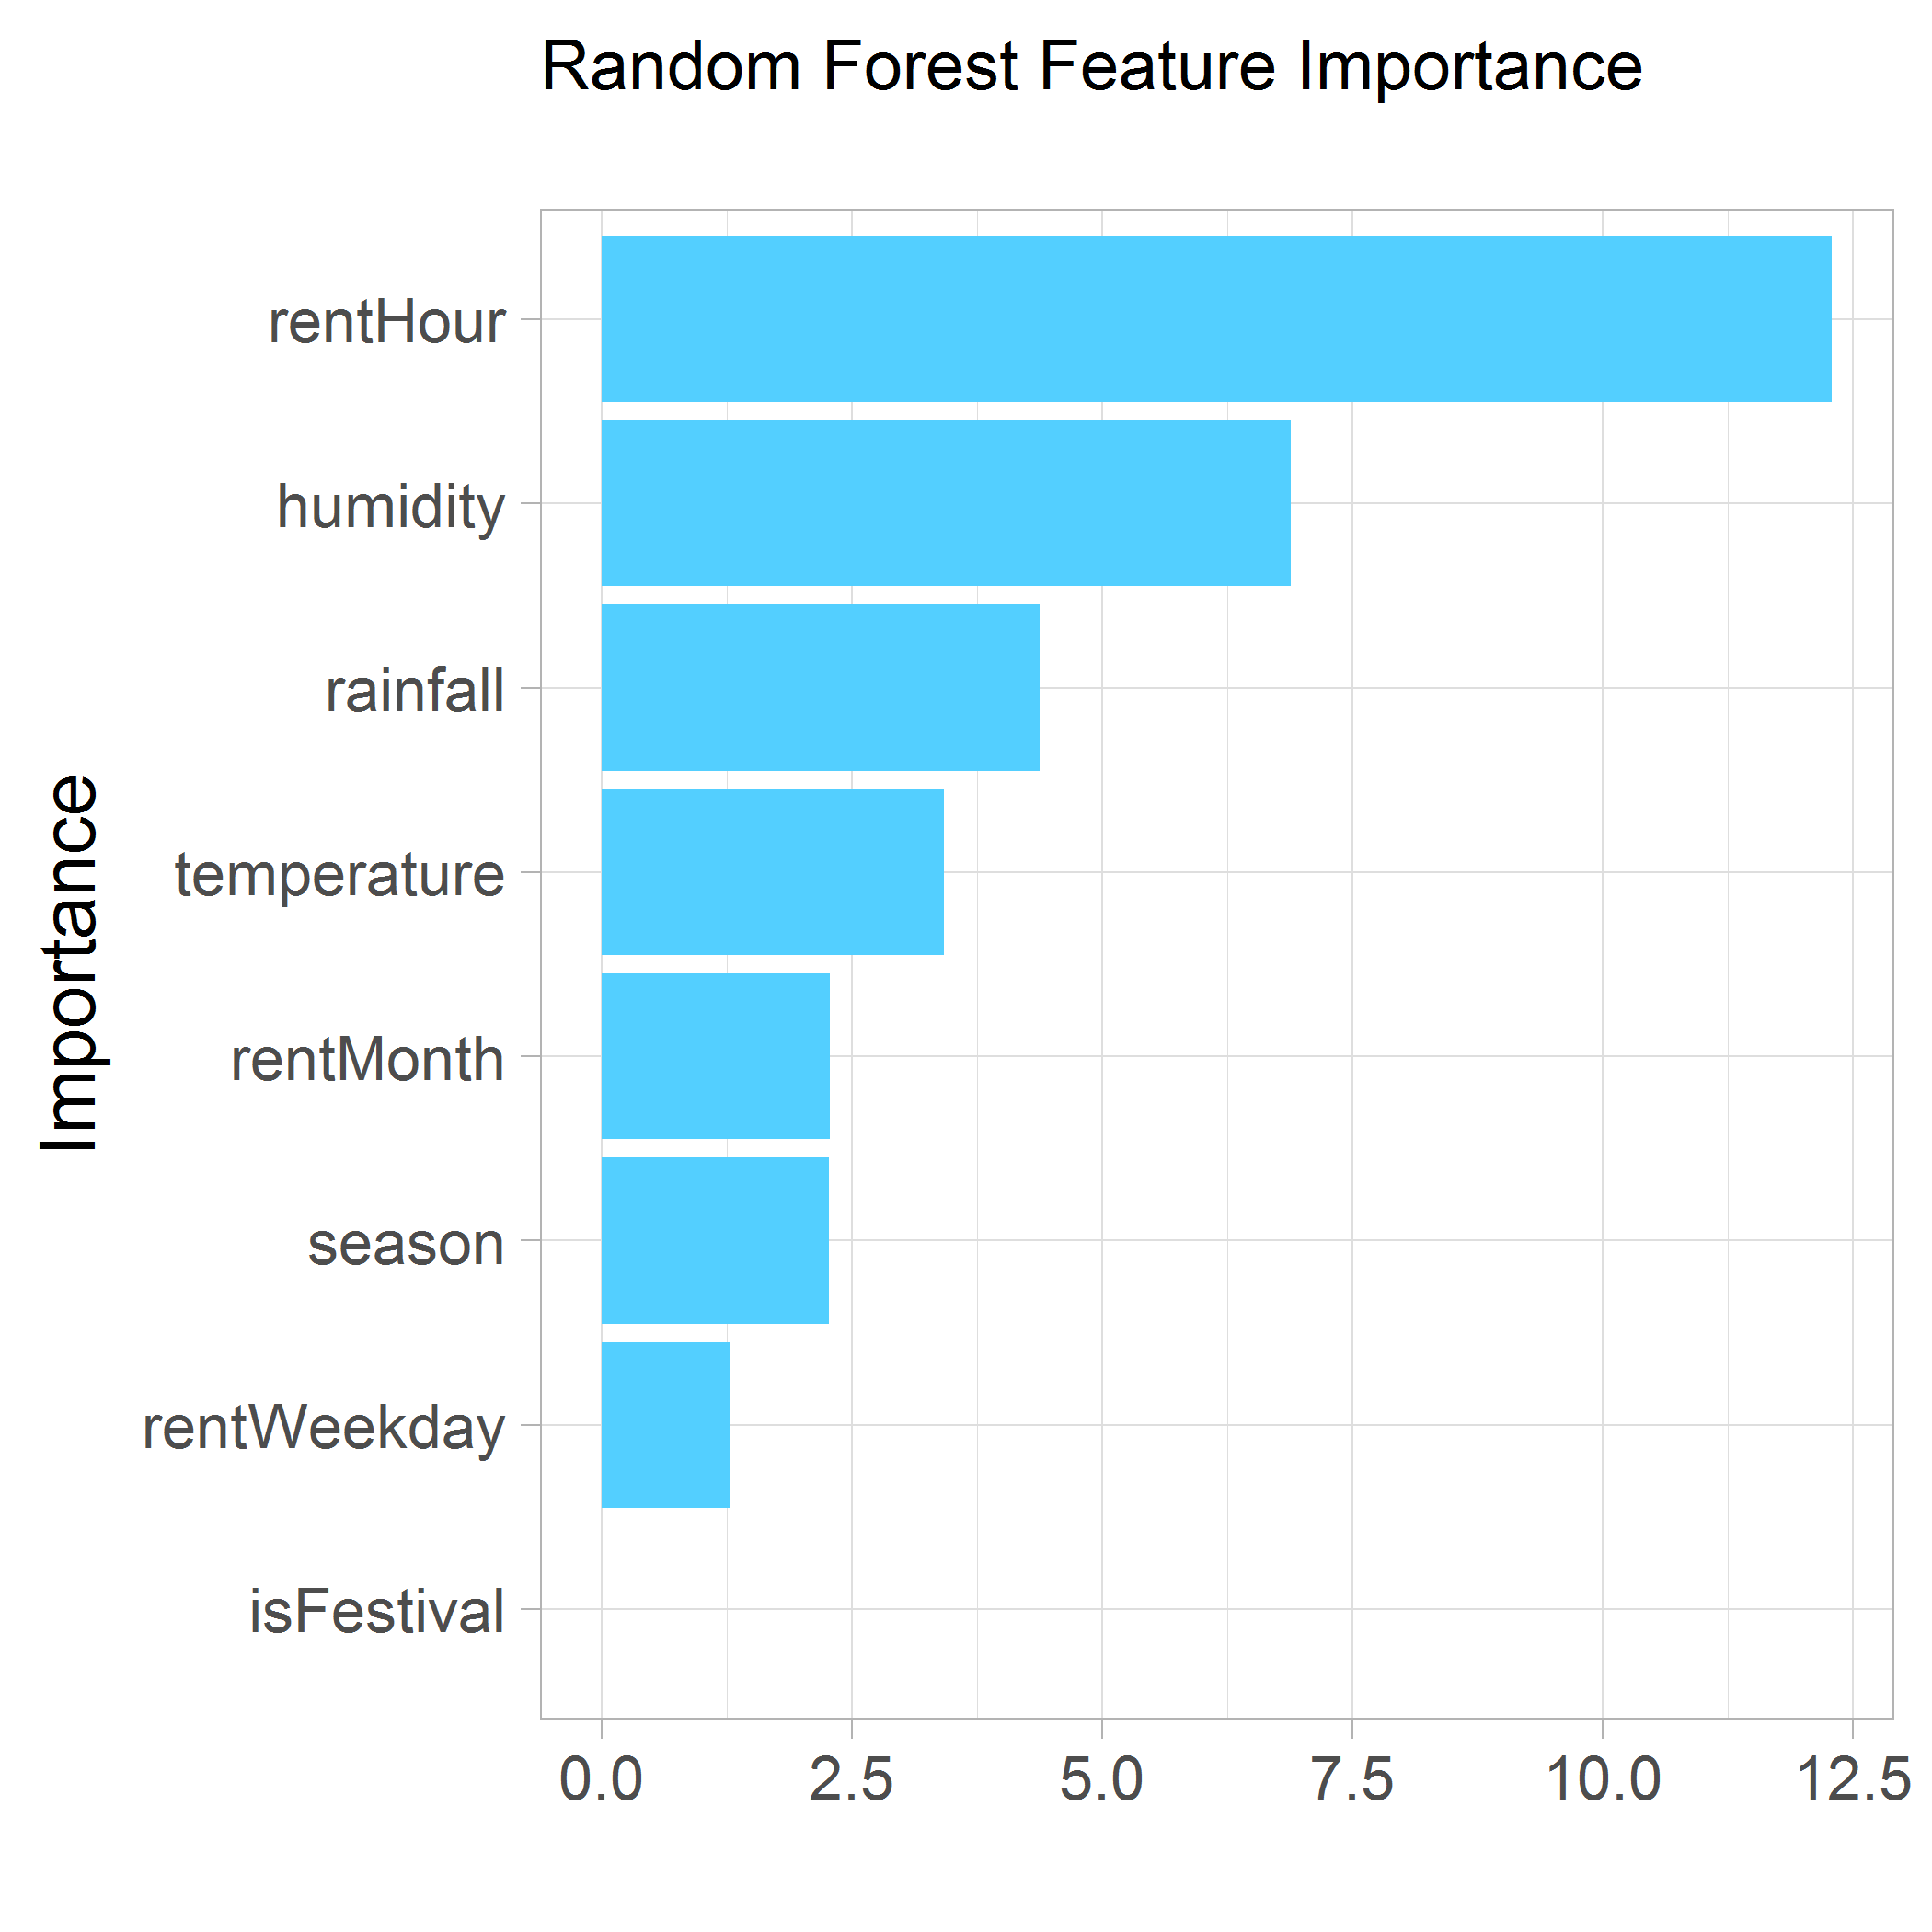 Random Forest Feature Importance
Importance
rentHour
humidity
rainfall
temperature
rentMonth
season
rentWeekday
isFestival
0.0 2.5 5.0 7.5 10.0 12.5